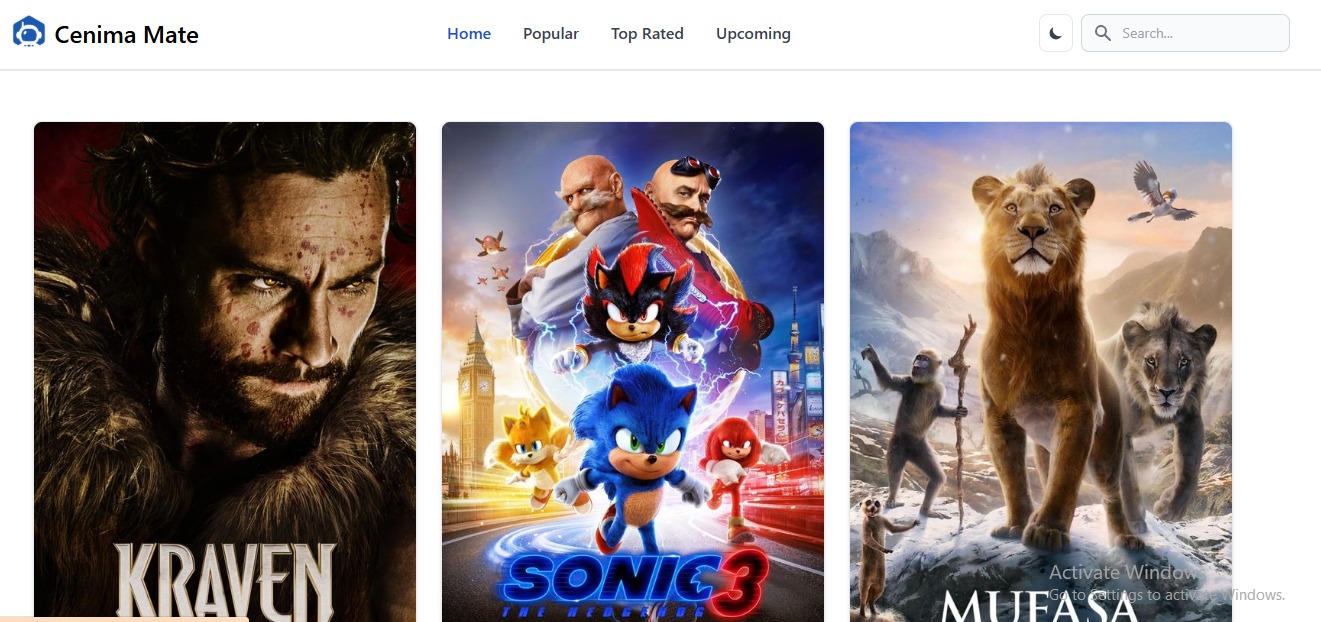 Cenima Mate
Home Popular Top Rated Upcoming
Search...
KRAVEN
SONIC 3
THE HEDGEHOG
MUFASA
Activate Window
Go to Settings to activate Windows.